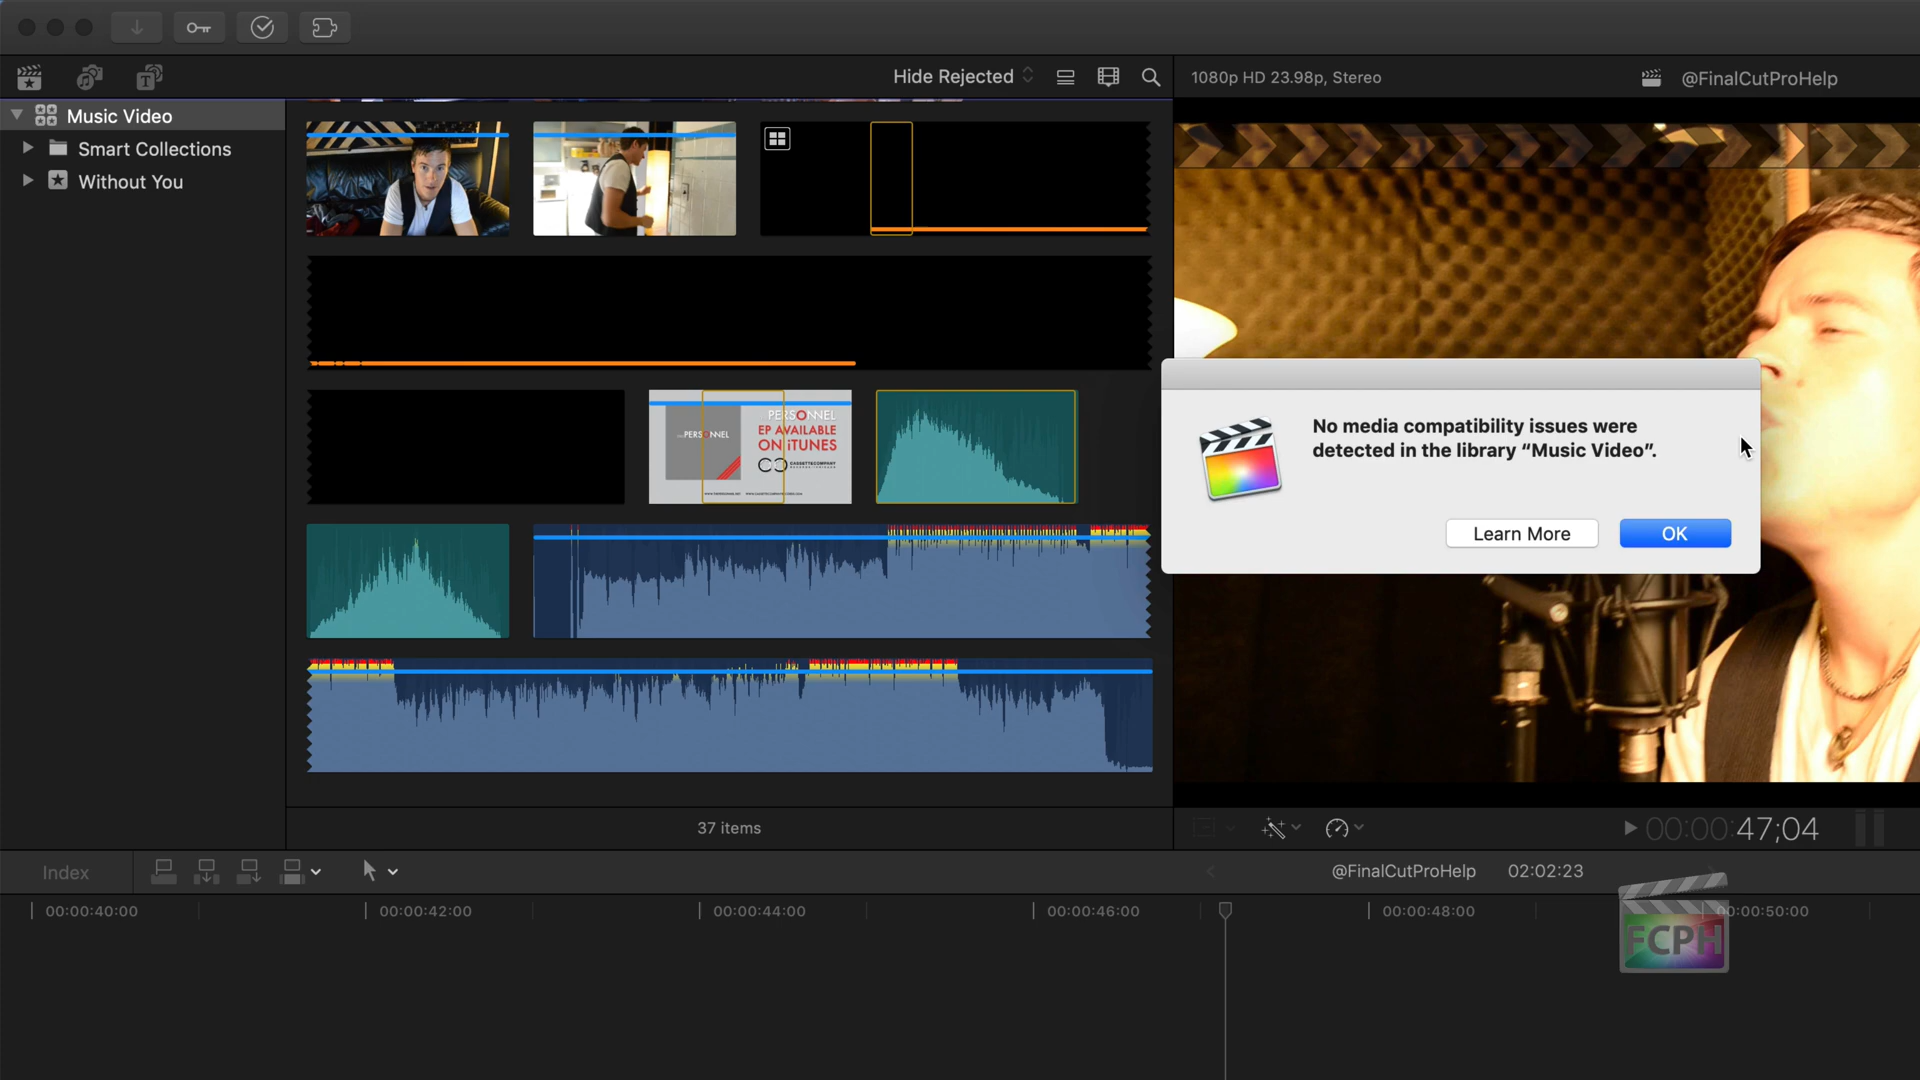 Hide Rejected
1080p HD 23.98p, Stereo
@FinalCutProHelp
Music Video
Smart Collections
Without You
PERSONNEL
EP AVAILABLE
ON iTUNES
PERSONNEL
CASSETTECOMPANY
No media compatibility issues were
detected in the library “Music Video”.
Learn More
OK
37 items
00:00:47;04
Index
@FinalCutProHelp
02:02:23
00:00:40:00
00:00:42:00
00:00:44:00
00:00:46:00
00:00:48:00
00:00:50:00
FCPH